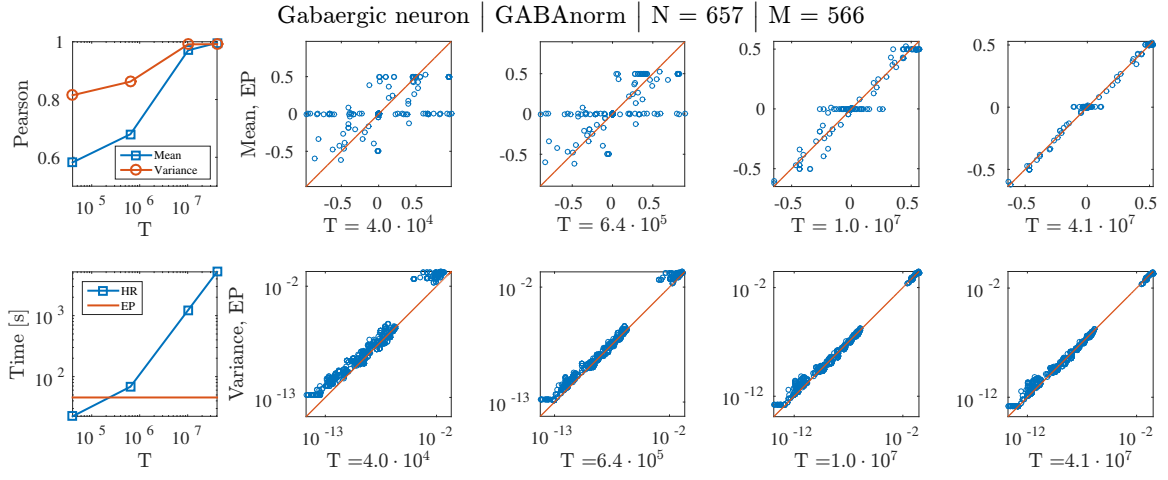 Gabaergic neuron | GABAnorm | N = 657 | M = 566
Pearson
1
0.8
0.6
Mean
Variance
10^5 10^6 10^7
T
Mean, EP
0.5
0
-0.5
-0.5 0 0.5
T = 4.0 · 10^4
0.5
0
-0.5
-0.5 0 0.5
T = 6.4 · 10^5
0.5
0
-0.5
-0.5 0 0.5
T = 1.0 · 10^7
0.5
0
-0.5
-0.5 0 0.5
T = 4.1 · 10^7
Time [s]
10^3
10^2
HR
EP
10^5 10^6 10^7
T
Variance, EP
10^-2
10^-13
10^-13 10^-2
T =4.0 · 10^4
10^-2
10^-13
10^-13 10^-2
T =6.4 · 10^5
10^-2
10^-12
10^-12 10^-2
T =1.0 · 10^7
10^-2
10^-12
10^-12 10^-2
T =4.1 · 10^7